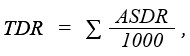 TDR = ∑ ASDR/1000 ,